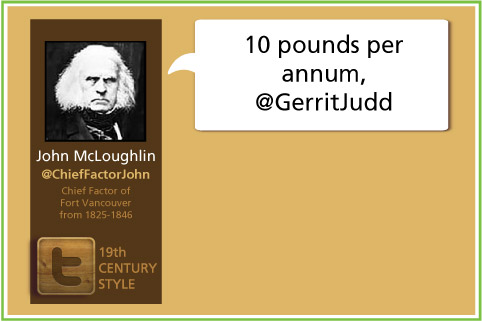 10 pounds per
annum,
@GerritJudd
John McLoughlin
@ChiefFactorJohn
Chief Factor of
Fort Vancouver
from 1825-1846
t
19th
CENTURY
STYLE